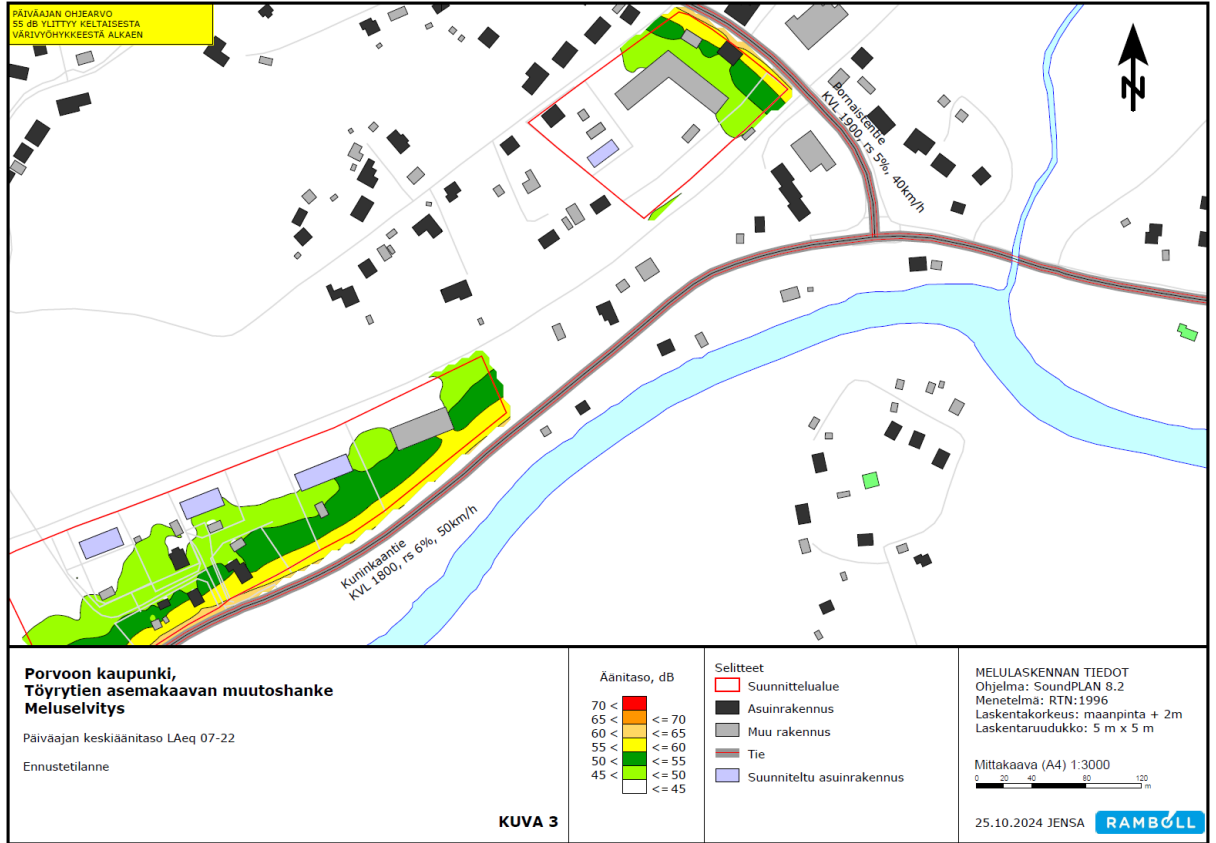 PÄIVÄAJAN OHJEARVO
55 dB YLITTYY KELTAISESTA
VÄRIVYÖHYKKEESTÄ ALKAEN
N
Pornaistentie
KVL 1900, rs 5%, 40km/h
Kuninkaantie
KVL 1800, rs 6%, 50km/h
Porvoon kaupunki,
Töyrytien asemakaavan muutoshanke
Meluselvitys
Päiväajan keskiäänitaso LAeq 07-22
Ennustetilanne
KUVA 3
Äänitaso, dB
70 <
65 < <= 70
60 < <= 65
55 < <= 60
50 < <= 55
45 < <= 50
<= 45
Selitteet
Suunnittelualue
Asuinrakennus
Muu rakennus
Tie
Suunniteltu asuinrakennus
MELULASKENNAN TIEDOT
Ohjelma: SoundPLAN 8.2
Menetelmä: RTN:1996
Laskentakorkeus: maanpinta + 2m
Laskentaruudukko: 5 m x 5 m
Mittakaava (A4) 1:3000
0 20 40 80 120
m
25.10.2024 JENSA RAMBOLL